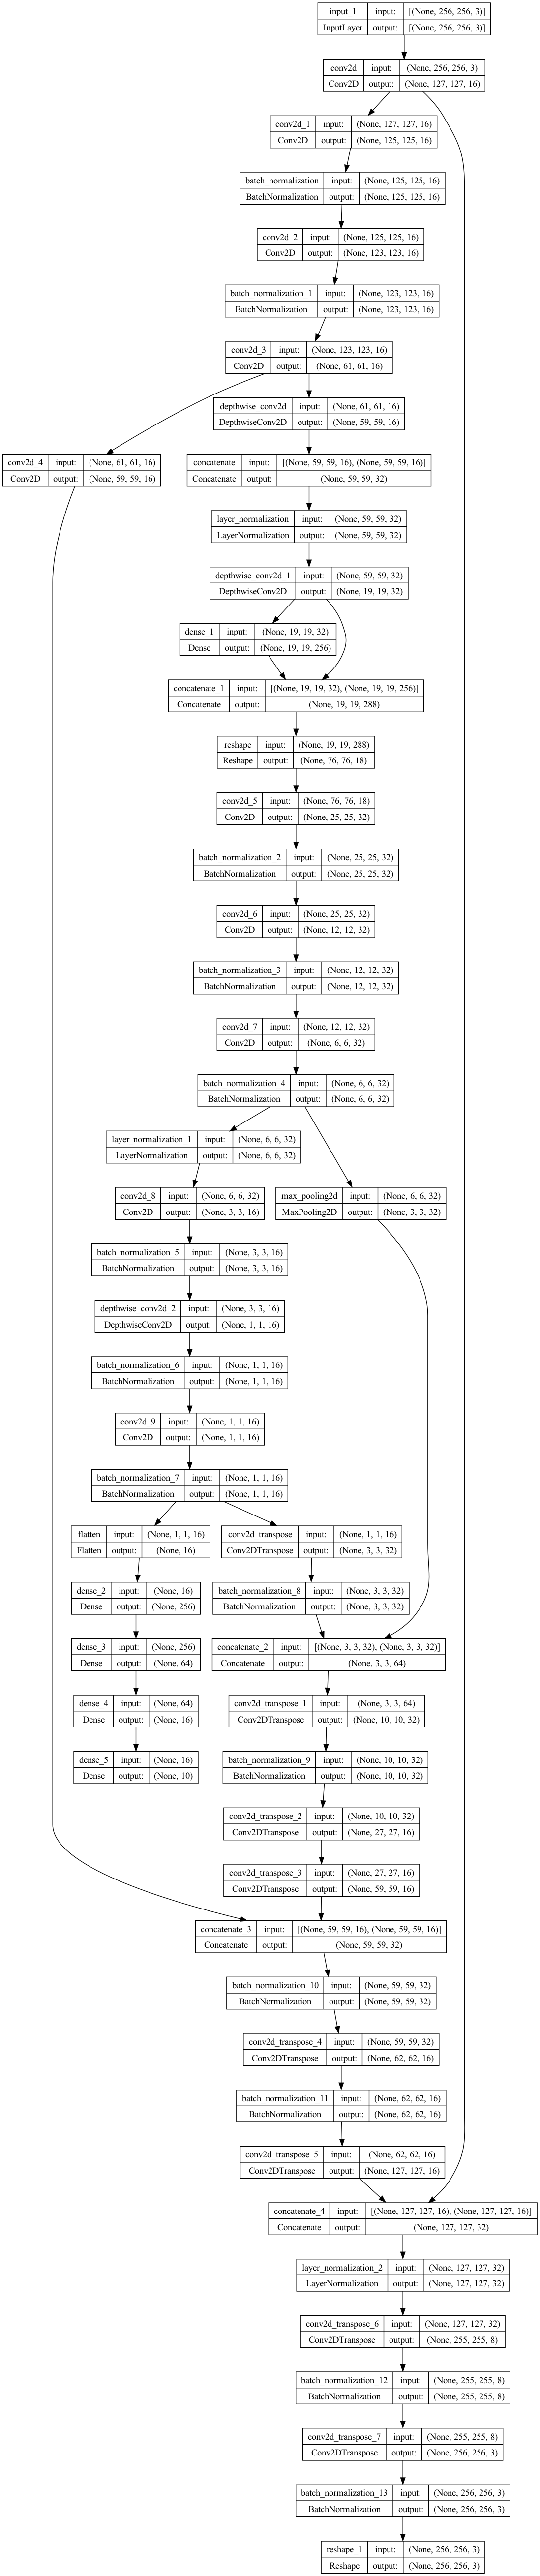 input_1 input: [(None, 256, 256, 3)]
InputLayer output: [(None, 256, 256, 3)]
conv2d input: (None, 256, 256, 3)
Conv2D output: (None, 127, 127, 16)
conv2d_1 input: (None, 127, 127, 16)
Conv2D output: (None, 125, 125, 16)
batch_normalization input: (None, 125, 125, 16)
BatchNormalization output: (None, 125, 125, 16)
conv2d_2 input: (None, 125, 125, 16)
Conv2D output: (None, 123, 123, 16)
batch_normalization_1 input: (None, 123, 123, 16)
BatchNormalization output: (None, 123, 123, 16)
conv2d_3 input: (None, 123, 123, 16)
Conv2D output: (None, 61, 61, 16)
depthwise_conv2d input: (None, 61, 61, 16)
DepthwiseConv2D output: (None, 59, 59, 16)
conv2d_4 input: (None, 61, 61, 16)
Conv2D output: (None, 59, 59, 16)
concatenate input: [(None, 59, 59, 16), (None, 59, 59, 16)]
Concatenate output: (None, 59, 59, 32)
layer_normalization input: (None, 59, 59, 32)
LayerNormalization output: (None, 59, 59, 32)
depthwise_conv2d_1 input: (None, 59, 59, 32)
DepthwiseConv2D output: (None, 19, 19, 32)
dense_1 input: (None, 19, 19, 32)
Dense output: (None, 19, 19, 256)
concatenate_1 input: [(None, 19, 19, 32), (None, 19, 19, 256)]
Concatenate output: (None, 19, 19, 288)
reshape input: (None, 19, 19, 288)
Reshape output: (None, 76, 76, 18)
conv2d_5 input: (None, 76, 76, 18)
Conv2D output: (None, 25, 25, 32)
batch_normalization_2 input: (None, 25, 25, 32)
BatchNormalization output: (None, 25, 25, 32)
conv2d_6 input: (None, 25, 25, 32)
Conv2D output: (None, 12, 12, 32)
batch_normalization_3 input: (None, 12, 12, 32)
BatchNormalization output: (None, 12, 12, 32)
conv2d_7 input: (None, 12, 12, 32)
Conv2D output: (None, 6, 6, 32)
batch_normalization_4 input: (None, 6, 6, 32)
BatchNormalization output: (None, 6, 6, 32)
layer_normalization_1 input: (None, 6, 6, 32)
LayerNormalization output: (None, 6, 6, 32)
conv2d_8 input: (None, 6, 6, 32)
Conv2D output: (None, 3, 3, 16)
max_pooling2d input: (None, 6, 6, 32)
MaxPooling2D output: (None, 3, 3, 32)
batch_normalization_5 input: (None, 3, 3, 16)
BatchNormalization output: (None, 3, 3, 16)
depthwise_conv2d_2 input: (None, 3, 3, 16)
DepthwiseConv2D output: (None, 1, 1, 16)
batch_normalization_6 input: (None, 1, 1, 16)
BatchNormalization output: (None, 1, 1, 16)
conv2d_9 input: (None, 1, 1, 16)
Conv2D output: (None, 1, 1, 16)
batch_normalization_7 input: (None, 1, 1, 16)
BatchNormalization output: (None, 1, 1, 16)
flatten input: (None, 1, 1, 16)
Flatten output: (None, 16)
conv2d_transpose input: (None, 1, 1, 16)
Conv2DTranspose output: (None, 3, 3, 32)
dense_2 input: (None, 16)
Dense output: (None, 256)
batch_normalization_8 input: (None, 3, 3, 32)
BatchNormalization output: (None, 3, 3, 32)
dense_3 input: (None, 256)
Dense output: (None, 64)
concatenate_2 input: [(None, 3, 3, 32), (None, 3, 3, 32)]
Concatenate output: (None, 3, 3, 64)
dense_4 input: (None, 64)
Dense output: (None, 16)
conv2d_transpose_1 input: (None, 3, 3, 64)
Conv2DTranspose output: (None, 10, 10, 32)
dense_5 input: (None, 16)
Dense output: (None, 10)
batch_normalization_9 input: (None, 10, 10, 32)
BatchNormalization output: (None, 10, 10, 32)
conv2d_transpose_2 input: (None, 10, 10, 32)
Conv2DTranspose output: (None, 27, 27, 16)
conv2d_transpose_3 input: (None, 27, 27, 16)
Conv2DTranspose output: (None, 59, 59, 16)
concatenate_3 input: [(None, 59, 59, 16), (None, 59, 59, 16)]
Concatenate output: (None, 59, 59, 32)
batch_normalization_10 input: (None, 59, 59, 32)
BatchNormalization output: (None, 59, 59, 32)
conv2d_transpose_4 input: (None, 59, 59, 32)
Conv2DTranspose output: (None, 62, 62, 16)
batch_normalization_11 input: (None, 62, 62, 16)
BatchNormalization output: (None, 62, 62, 16)
conv2d_transpose_5 input: (None, 62, 62, 16)
Conv2DTranspose output: (None, 127, 127, 16)
concatenate_4 input: [(None, 127, 127, 16), (None, 127, 127, 16)]
Concatenate output: (None, 127, 127, 32)
layer_normalization_2 input: (None, 127, 127, 32)
LayerNormalization output: (None, 127, 127, 32)
conv2d_transpose_6 input: (None, 127, 127, 32)
Conv2DTranspose output: (None, 255, 255, 8)
batch_normalization_12 input: (None, 255, 255, 8)
BatchNormalization output: (None, 255, 255, 8)
conv2d_transpose_7 input: (None, 255, 255, 8)
Conv2DTranspose output: (None, 256, 256, 3)
batch_normalization_13 input: (None, 256, 256, 3)
BatchNormalization output: (None, 256, 256, 3)
reshape_1 input: (None, 256, 256, 3)
Reshape output: (None, 256, 256, 3)